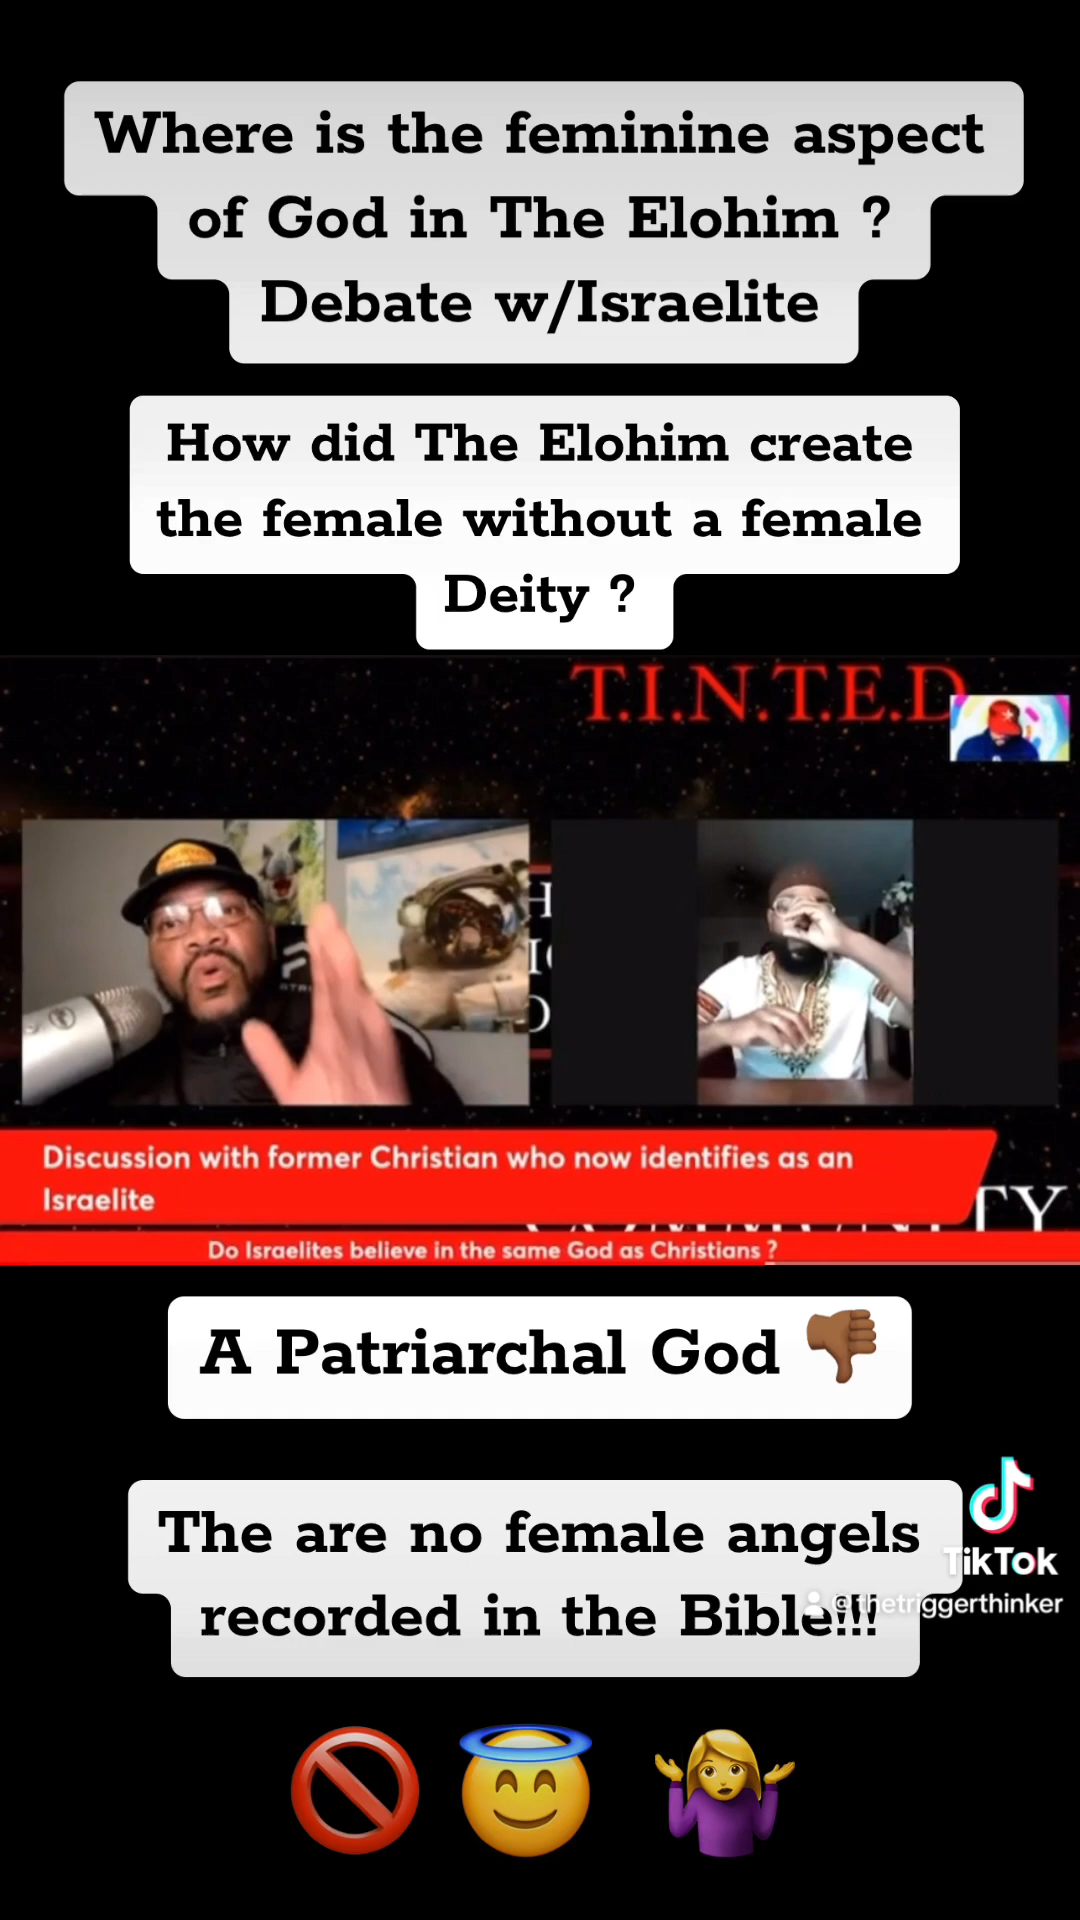 Where is the feminine aspect
of God in The Elohim ?
Debate w/Israelite
How did The Elohim create
the female without a female
Deity ?
T.I.N.T.E.D
Discussion with former Christian who now identifies as an
Israelite
TY
Do Israelites believe in the same God as Christians ?
A Patriarchal God
The are no female angels
recorded in the Bible!!!
TikTok
@thetriggerthinker